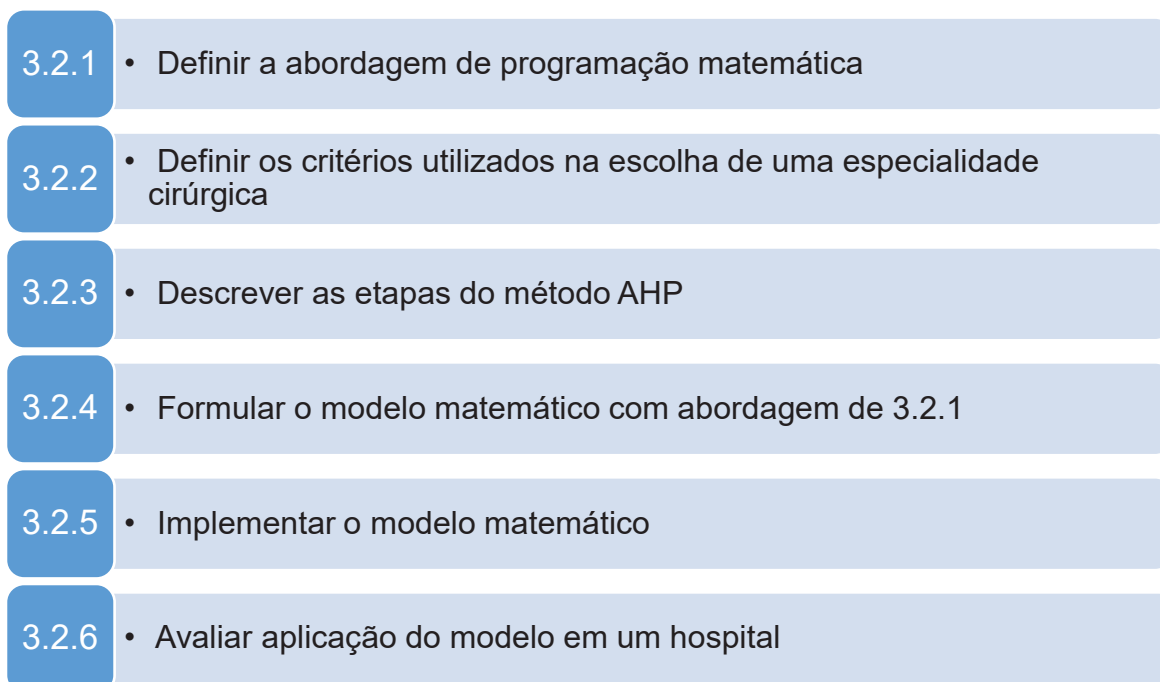 3.2.1 • Definir a abordagem de programação matemática
3.2.2 • Definir os critérios utilizados na escolha de uma especialidade
cirúrgica
3.2.3 • Descrever as etapas do método AHP
3.2.4 • Formular o modelo matemático com abordagem de 3.2.1
3.2.5 • Implementar o modelo matemático
3.2.6 • Avaliar aplicação do modelo em um hospital